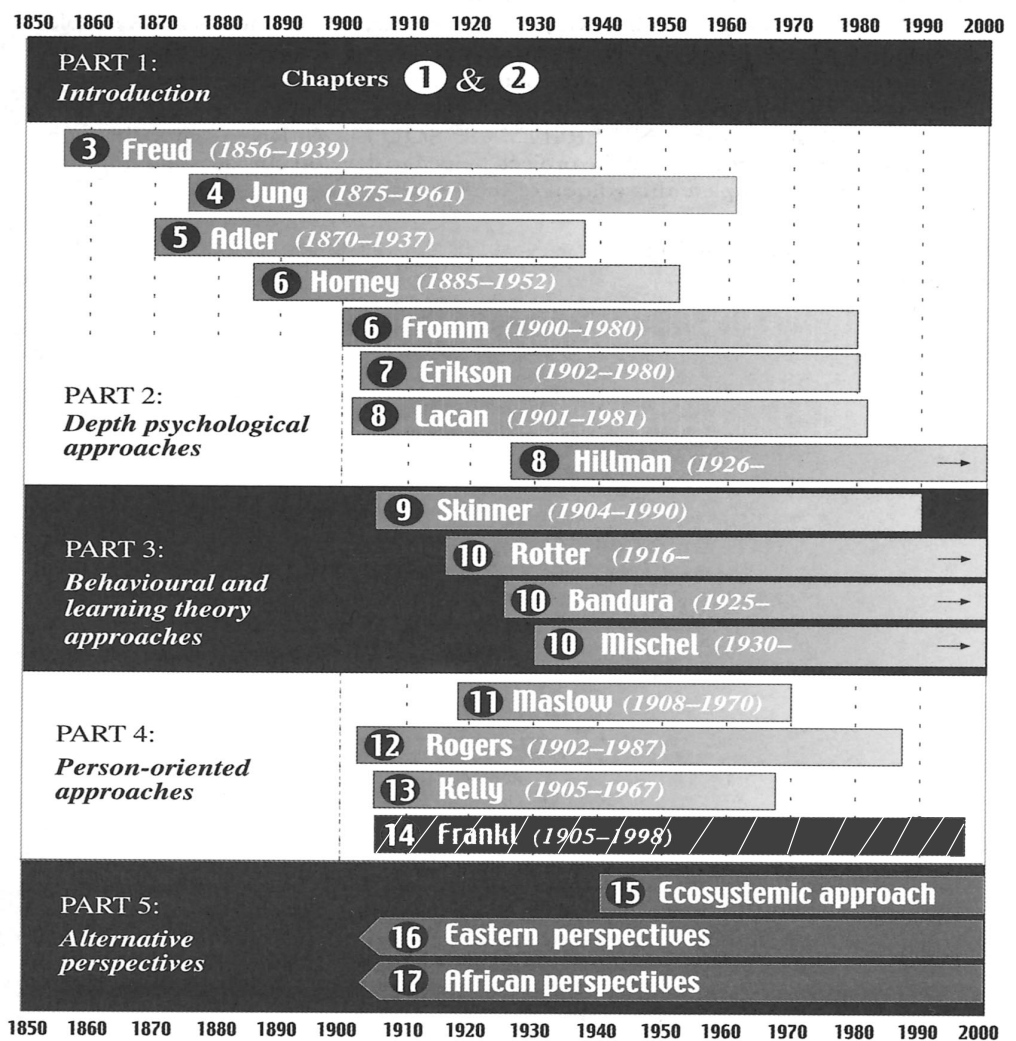 1850 1860 1870 1880 1890 1900 1910 1920 1930 1940 1950 1960 1970 1980 1990 2000
PART 1:
Introduction
Chapters 1 & 2
3 Freud (1856–1939)
4 Jung (1875–1961)
5 Adler (1870–1937)
6 Horney (1885–1952)
6 Fromm (1900–1980)
7 Erikson (1902–1980)
PART 2:
Depth psychological
approaches
8 Lacan (1901–1981)
8 Hillman (1926–
9 Skinner (1904–1990)
PART 3:
Behavioural and
learning theory
approaches
10 Rotter (1916–
10 Bandura (1925–
10 Mischel (1930–
11 Maslow (1908–1970)
PART 4:
Person-oriented
approaches
12 Rogers (1902–1987)
13 Kelly (1905–1967)
14 Frankl (1905–1998)
PART 5:
Alternative
perspectives
15 Ecosystemic approach
16 Eastern perspectives
17 African perspectives
1850 1860 1870 1880 1890 1900 1910 1920 1930 1940 1950 1960 1970 1980 1990 2000